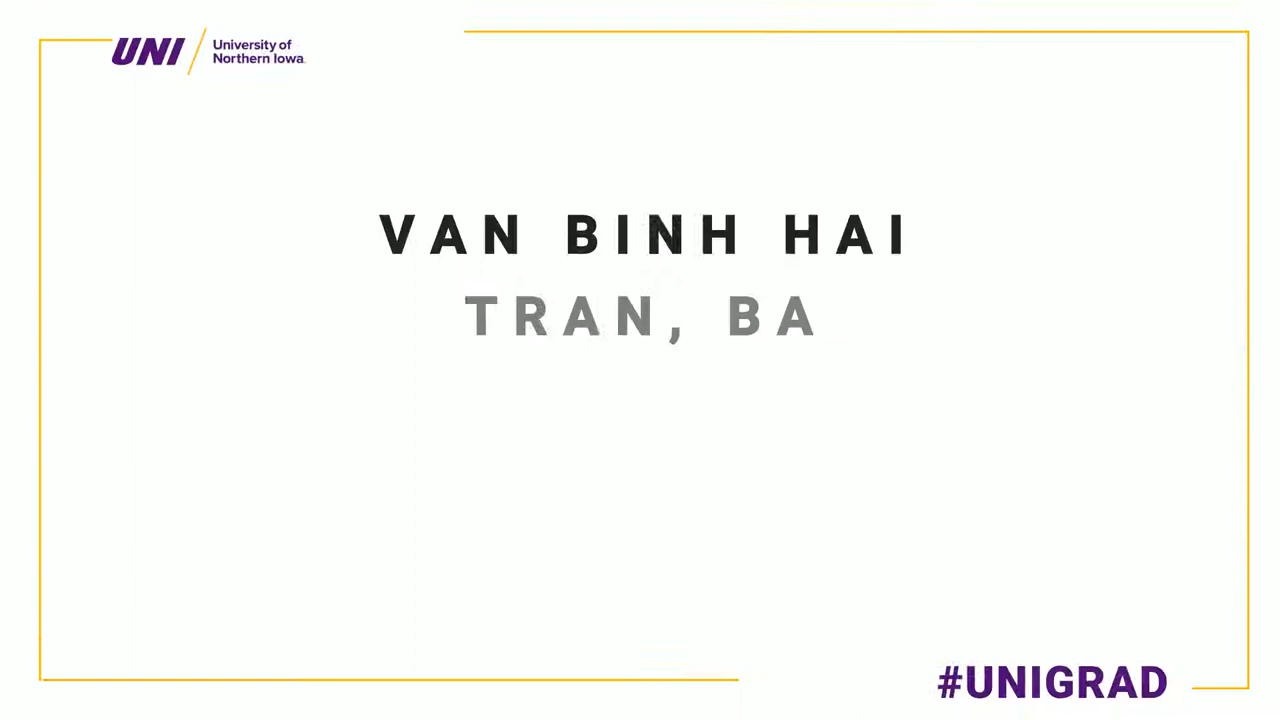 UNI
University of
Northern Iowa
VAN BINH HAI
TRAN, BA
#UNIGRAD